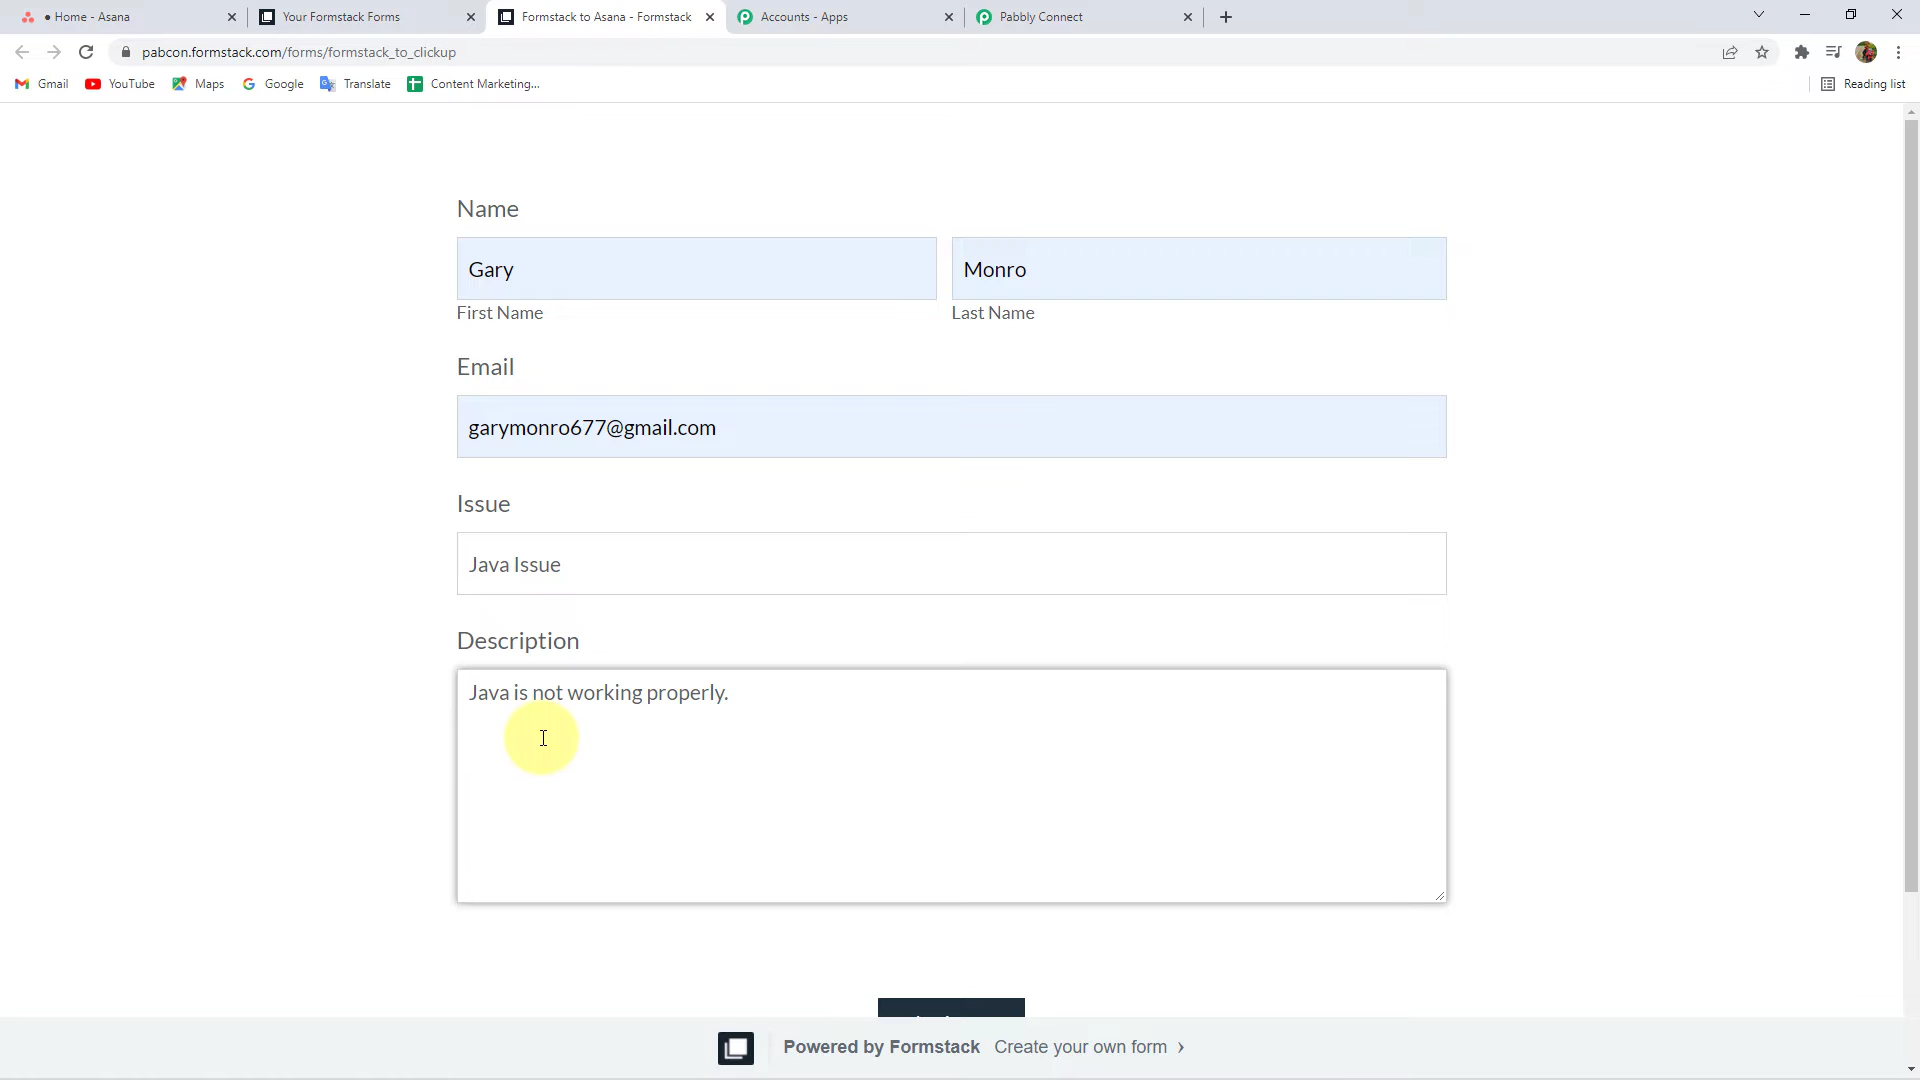 Home - Asana
Your Formstack Forms
Formstack to Asana - Formstack
Accounts - Apps
Pabbly Connect
pabcon.formstack.com/forms/formstack_to_clickup
Gmail
YouTube
Maps
Google
Translate
Content Marketing...
Reading list
Name
Gary
Monro
First Name
Last Name
Email
garymonro677@gmail.com
Issue
Java Issue
Description
Java is not working properly.
Powered by Formstack
Create your own form ›